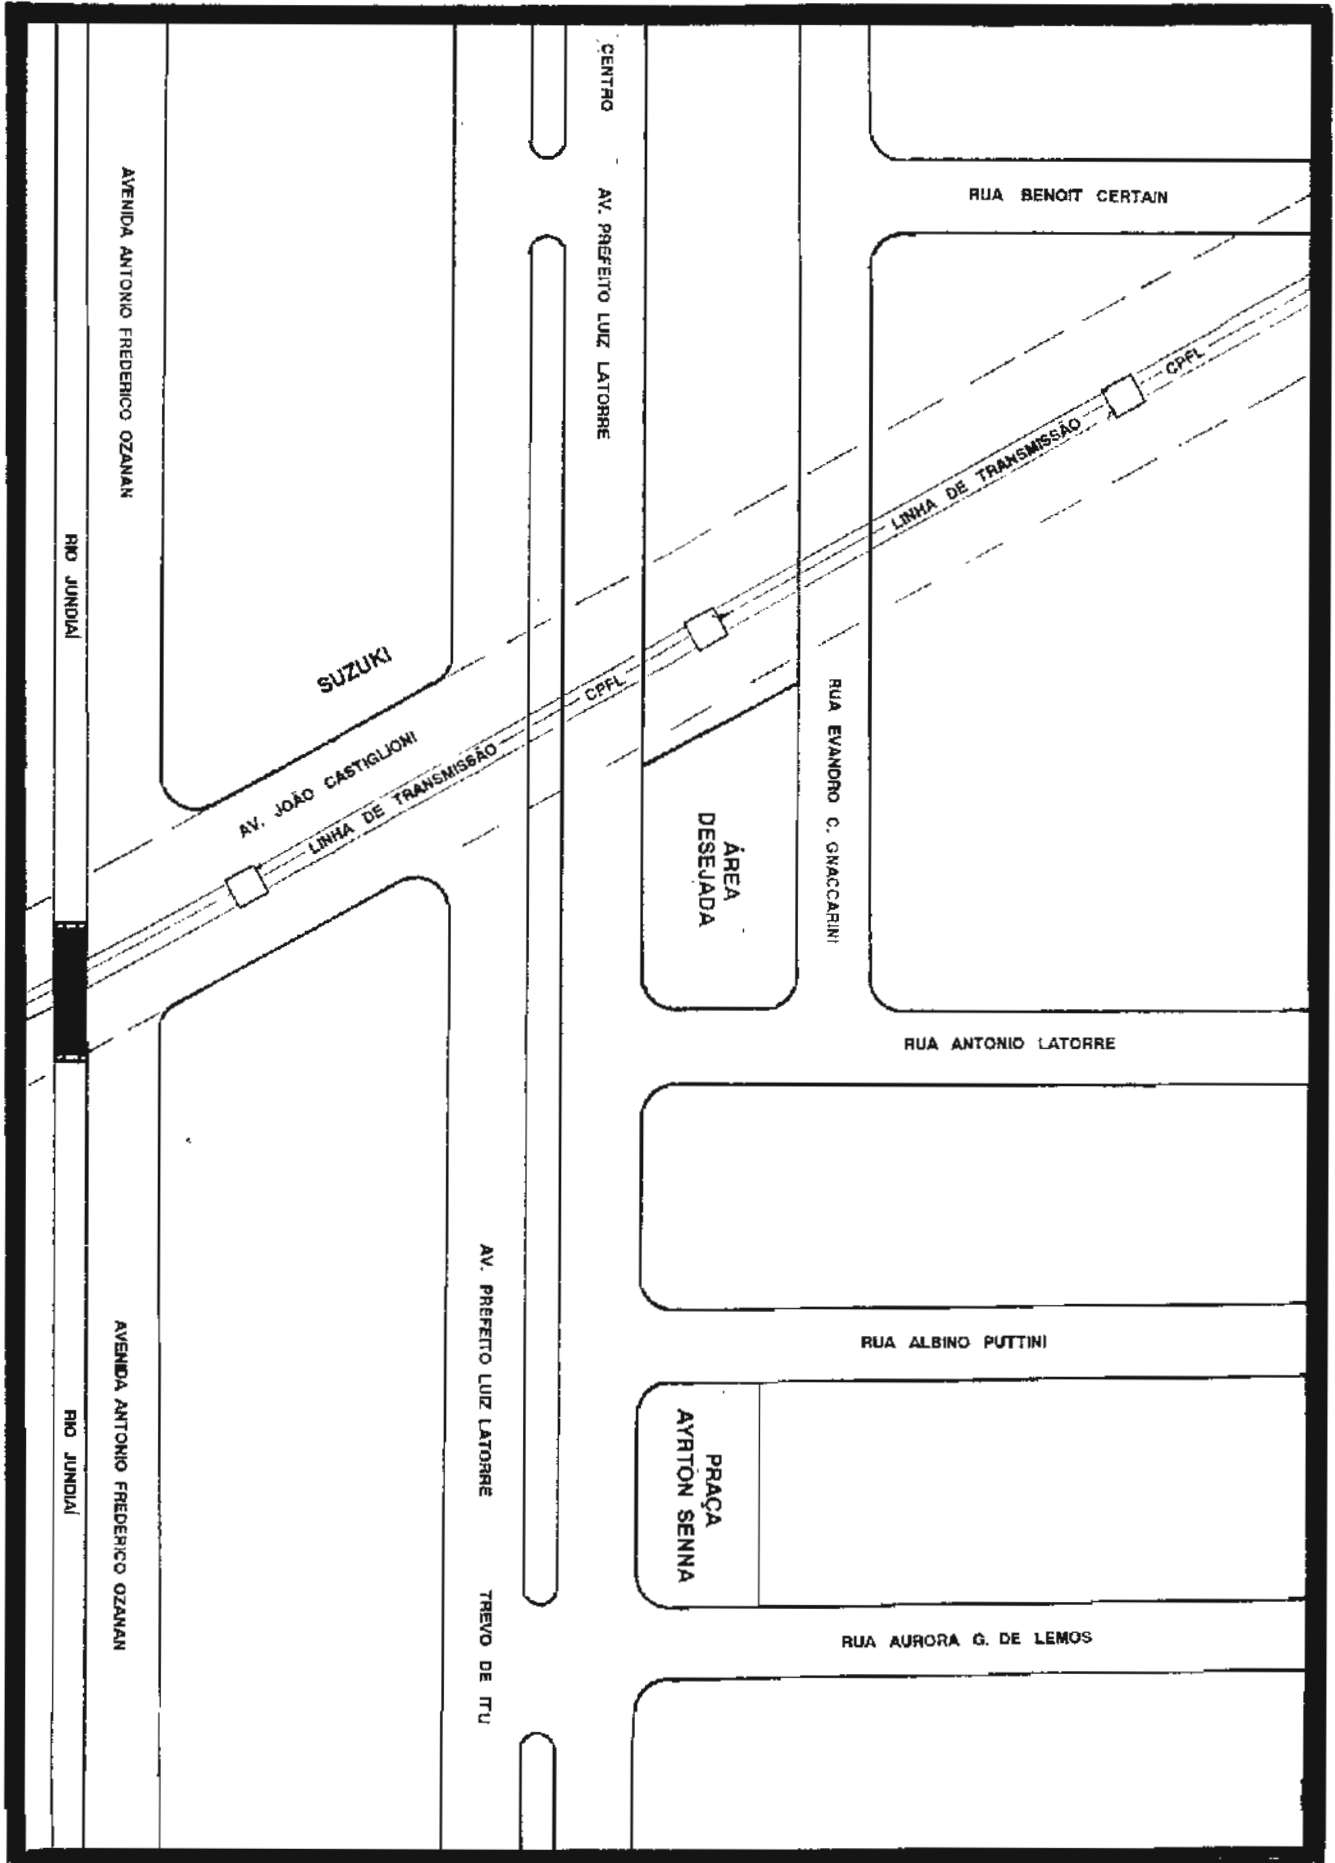 CENTRO
AV. PREFEITO LUIZ LATORRE
RUA BENOIT CERTAIN
AVENIDA ANTONIO FREDERICO OZANAN
RIO JUNDIAÍ
CPFL
LINHA DE TRANSMISSÃO
SUZUKI
CPFL
AV. JOÃO CASTIGLIONI
LINHA DE TRANSMISSÃO
RUA EVANDRO C. GNACCARINI
ÁREA
DESEJADA
RUA ANTONIO LATORRE
AV. PREFEITO LUIZ LATORRE
TREVO DE ITU
RUA ALBINO PUTTINI
AVENIDA ANTONIO FREDERICO OZANAN
RIO JUNDIAÍ
PRAÇA
AYRTON SENNA
RUA AURORA G. DE LEMOS